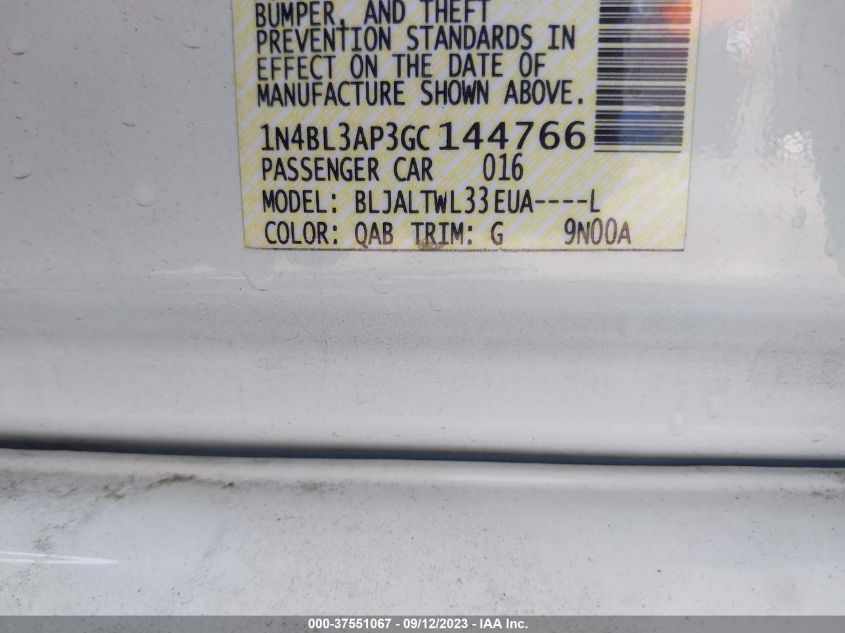 BUMPER, AND THEFT
PREVENTION STANDARDS IN
EFFECT ON THE DATE OF
MANUFACTURE SHOWN ABOVE.
1N4BL3AP3GC144766
PASSENGER CAR 016
MODEL: BLJALTWL33EUA----L
COLOR: QAB TRIM: G 9N00A
000-37551067 - 09/12/2023 - IAA Inc.